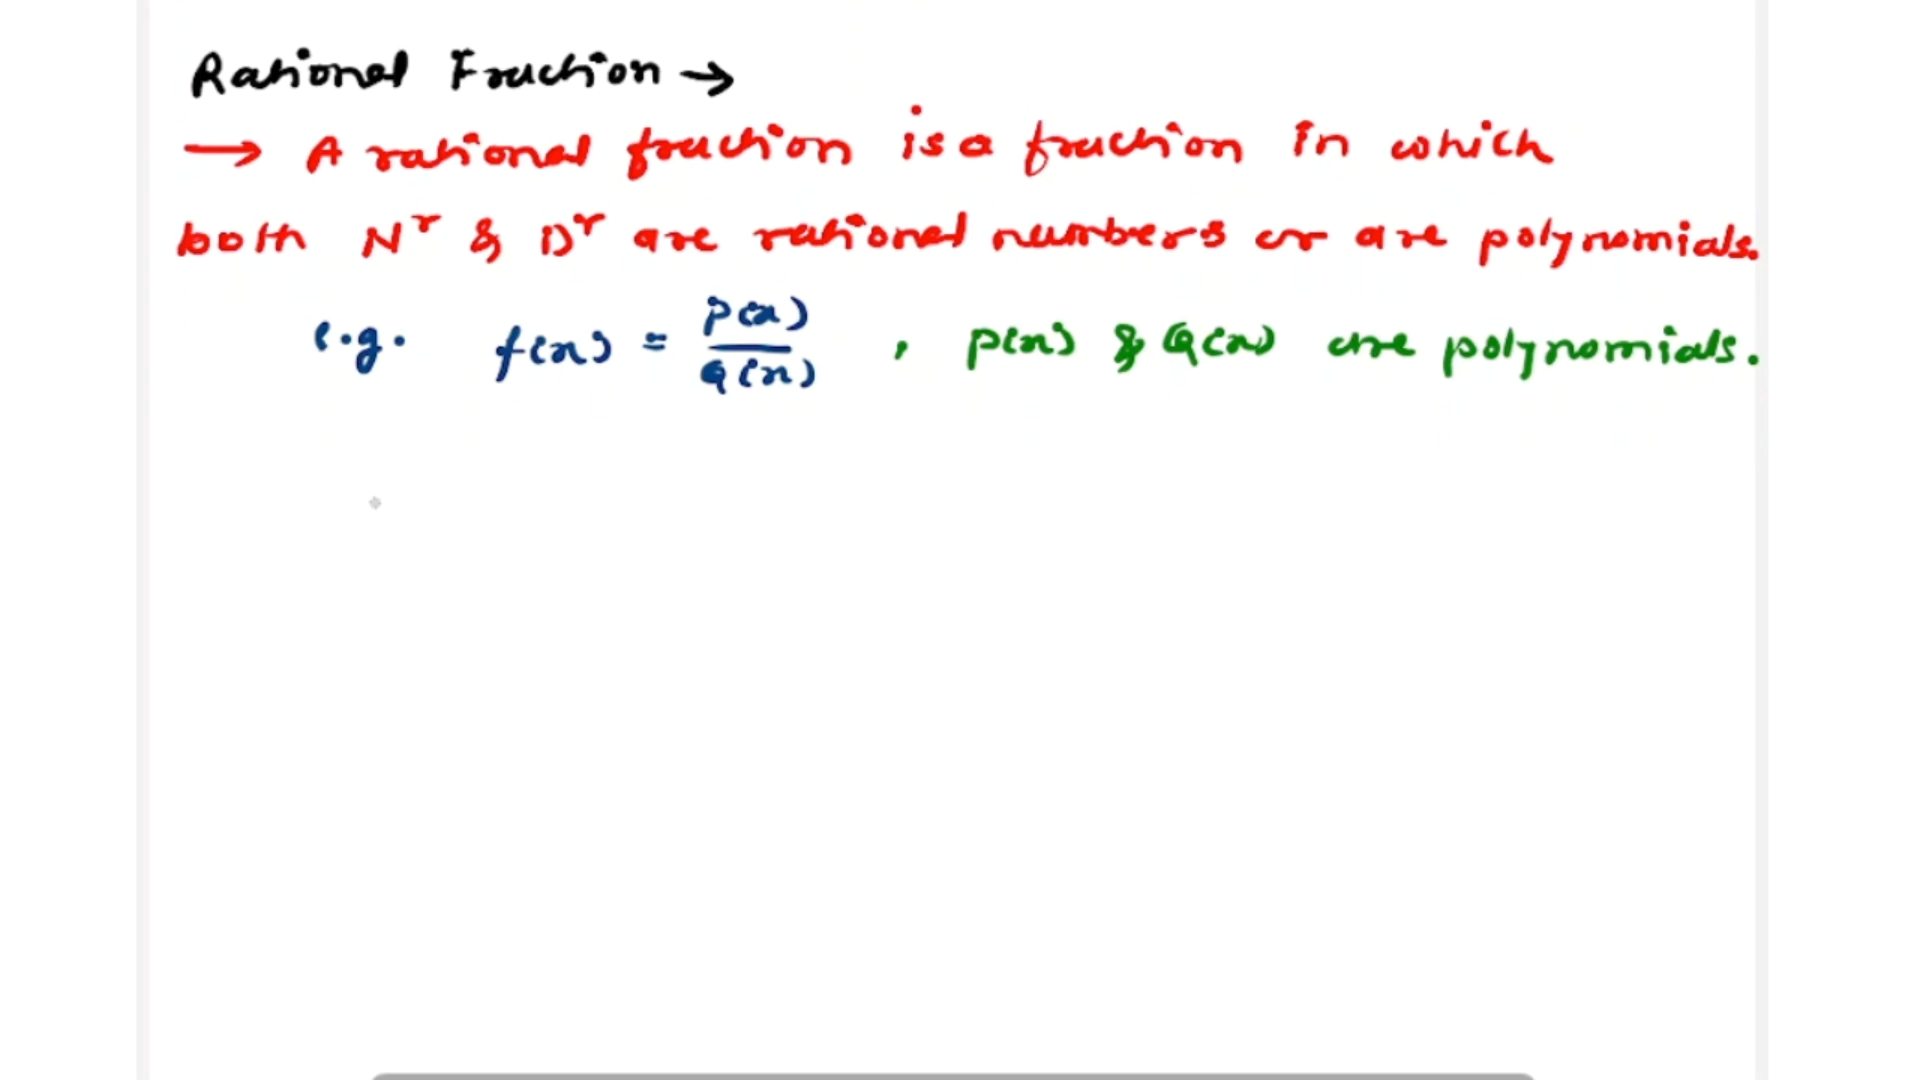 Rational Fraction →
→ A rational fraction is a fraction in which
both Nʳ & Dʳ are rational numbers or are polynomials.
e.g. f(x) = P(x)/Q(x) , P(x) & Q(x) are polynomials.